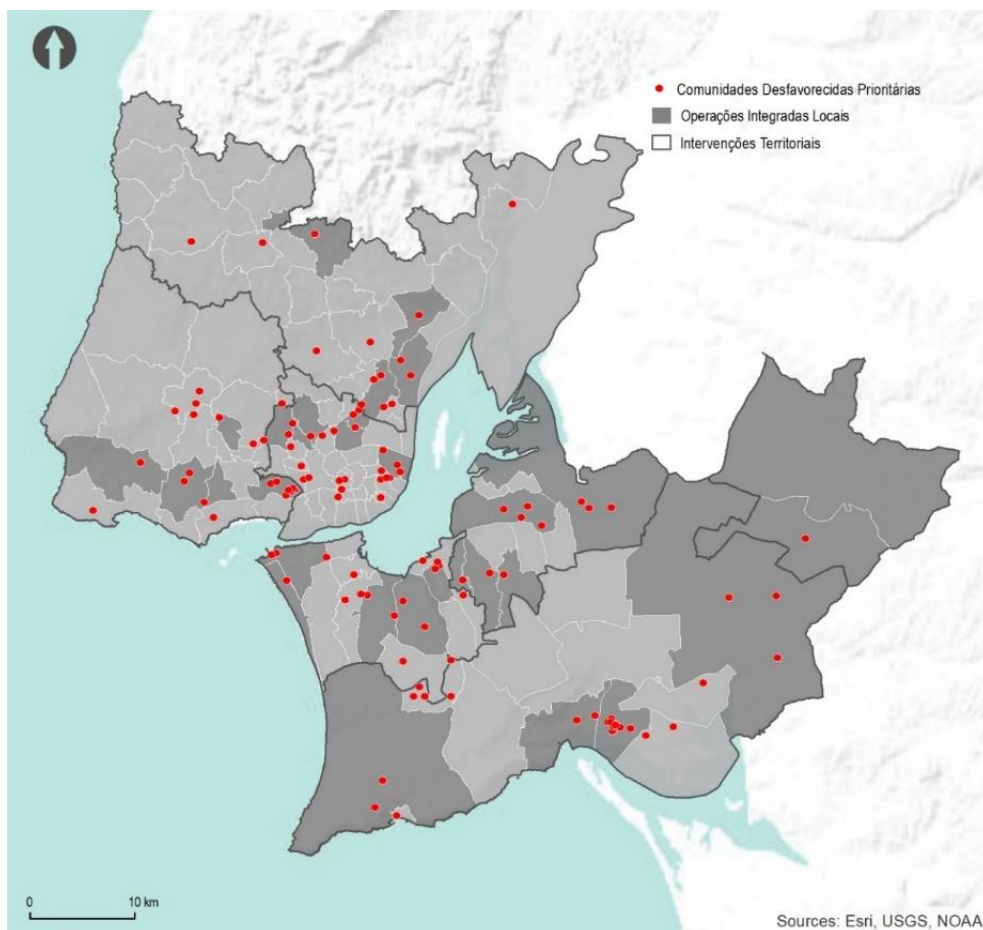 Comunidades Desfavorecidas Prioritárias
Operações Integradas Locais
Intervenções Territoriais
0 10 km
Sources: Esri, USGS, NOAA